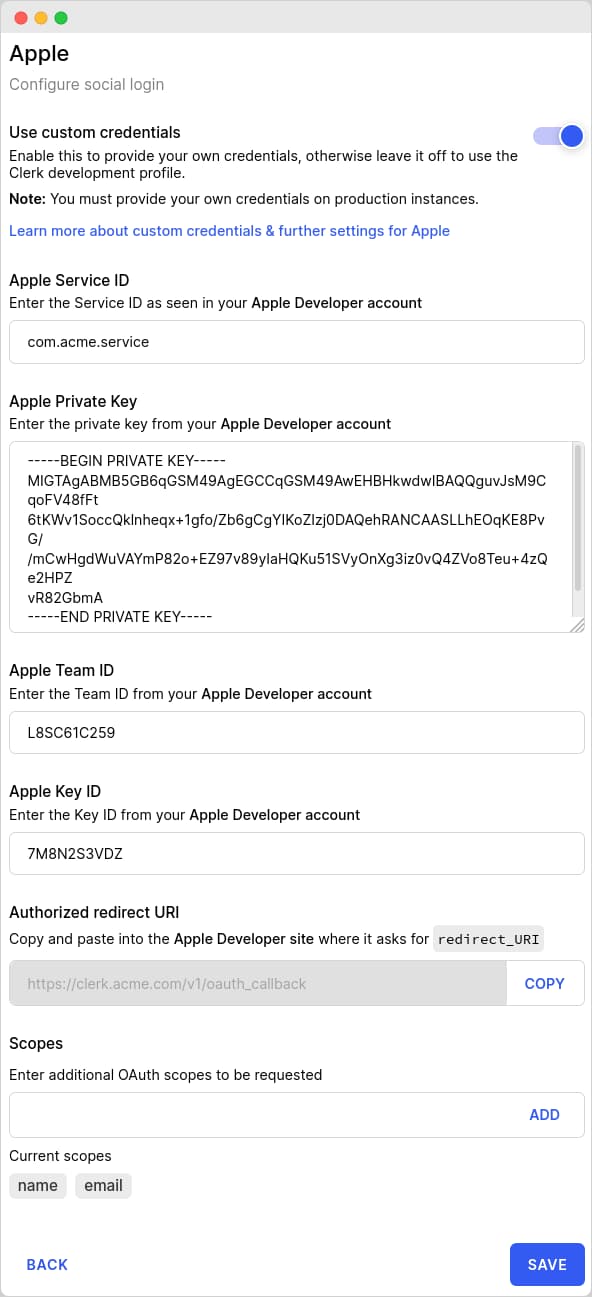 Apple
Configure social login
Use custom credentials
Enable this to provide your own credentials, otherwise leave it off to use the
Clerk development profile.
Note: You must provide your own credentials on production instances.
Learn more about custom credentials & further settings for Apple
Apple Service ID
Enter the Service ID as seen in your Apple Developer account
com.acme.service
Apple Private Key
Enter the private key from your Apple Developer account
-----BEGIN PRIVATE KEY-----
MIGTAgABMB5GB6qGSM49AgEGCCqGSM49AwEHBHkwdwIBAQQguvJsM9C
qoFV48fFt
6tKWv1SoccQkInheqx+1gfo/Zb6gCgYIKoZIzj0DAQehRANCAASLLhEOqKE8Pv
G/
/mCwHgdWuVAYmP82o+EZ97v89yIaHQKu51SVyOnXg3iz0vQ4ZVo8Teu+4zQ
e2HPZ
vR82GbmA
-----END PRIVATE KEY-----
Apple Team ID
Enter the Team ID from your Apple Developer account
L8SC61C259
Apple Key ID
Enter the Key ID from your Apple Developer account
7M8N2S3VDZ
Authorized redirect URI
Copy and paste into the Apple Developer site where it asks for redirect_URI
https://clerk.acme.com/v1/oauth_callback COPY
Scopes
Enter additional OAuth scopes to be requested
ADD
Current scopes
name email
BACK SAVE